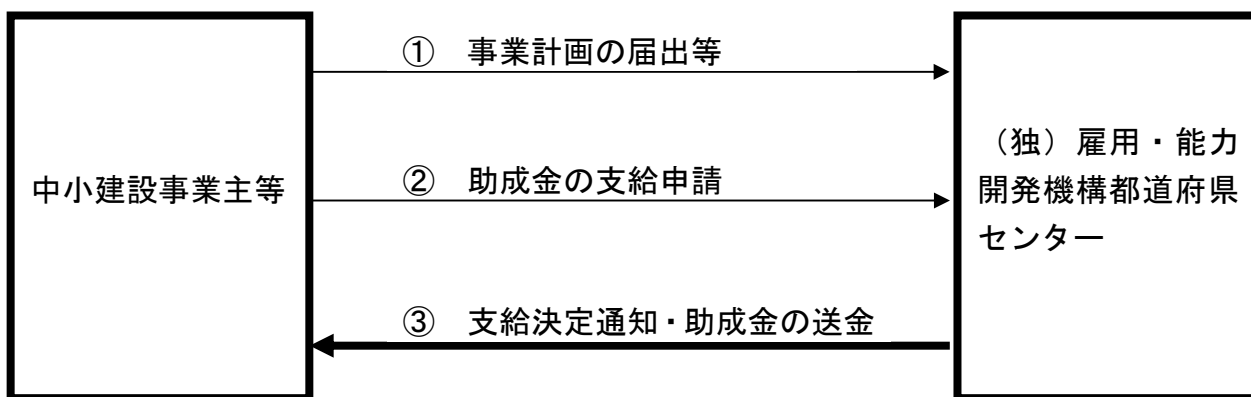 中小建設事業主等
① 事業計画の届出等
② 助成金の支給申請
③ 支給決定通知・助成金の送金
（独）雇用・能力
開発機構都道府県
センター